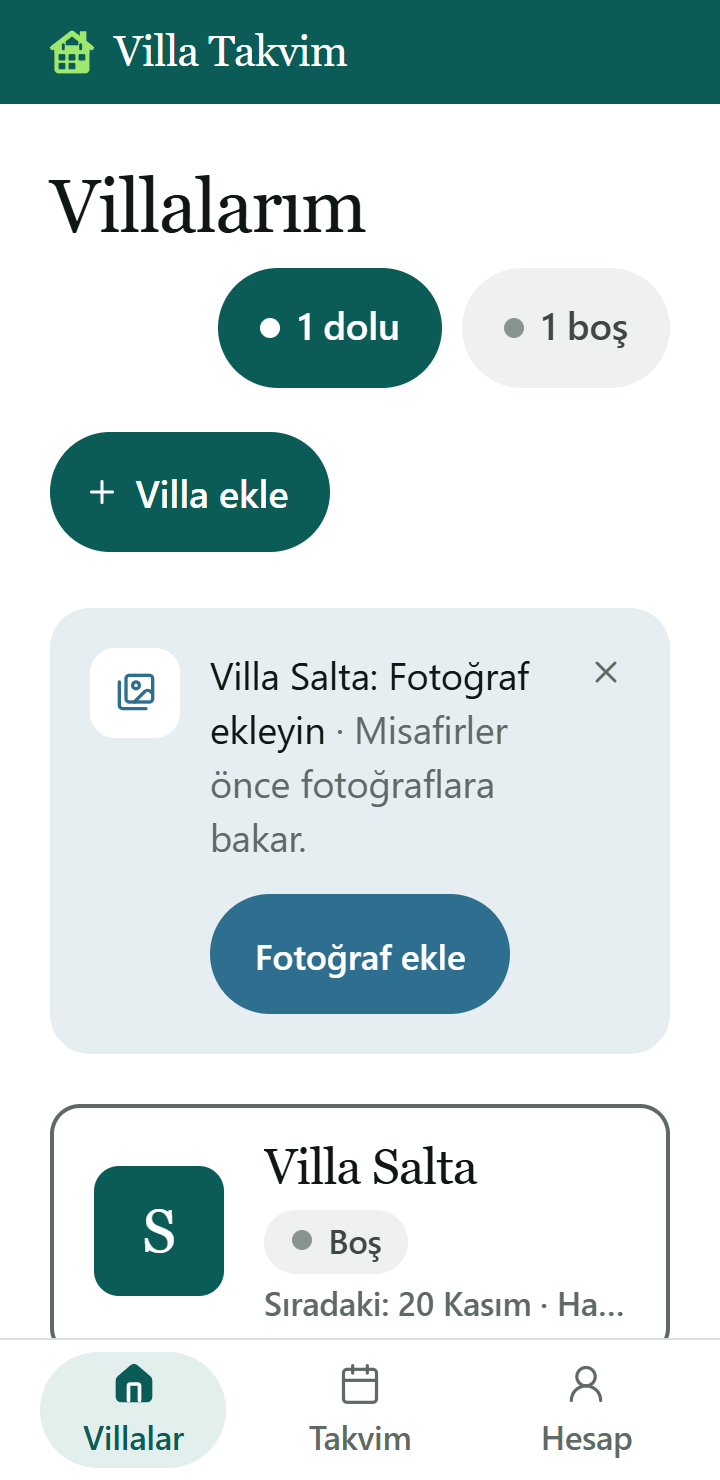 Villa Takvim
Villalarım
1 dolu
1 boş
+ Villa ekle
Villa Salta: Fotoğraf
ekleyin · Misafirler
önce fotoğraflara
bakar.
Fotoğraf ekle
S
Villa Salta
Boş
Sıradaki: 20 Kasım · Ha...
Villalar
Takvim
Hesap